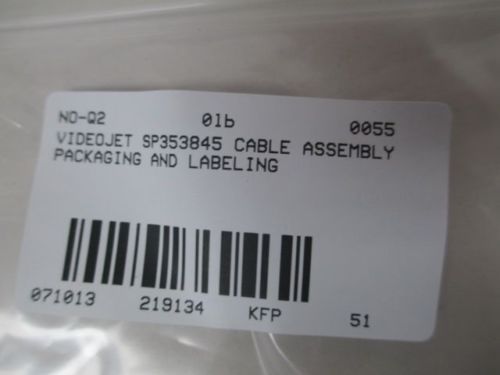 NO-Q2 01b 0055
VIDEOJET SP353845 CABLE ASSEMBLY
PACKAGING AND LABELING
071013 219134 KFP 51